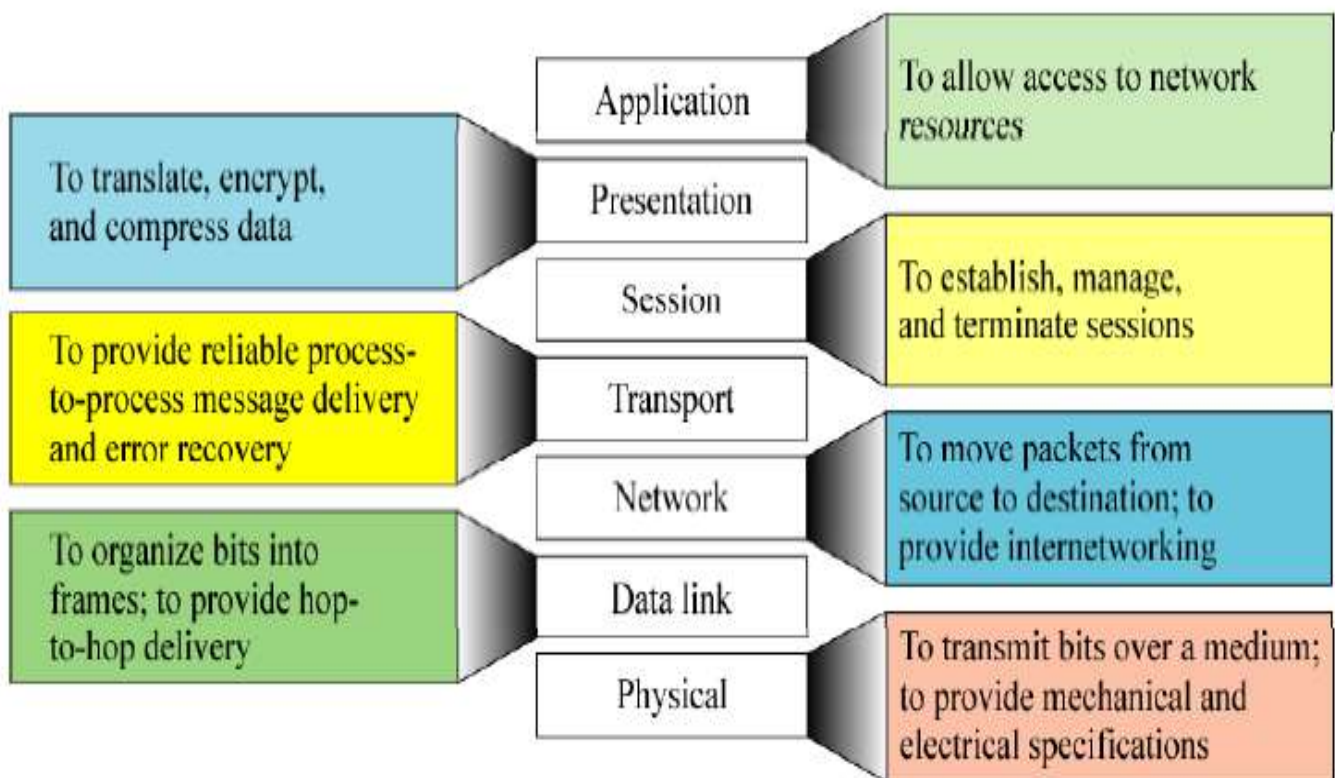 Application
To allow access to network
resources
To translate, encrypt,
and compress data
Presentation
Session
To establish, manage,
and terminate sessions
To provide reliable process-
to-process message delivery
and error recovery
Transport
Network
To move packets from
source to destination; to
provide internetworking
To organize bits into
frames; to provide hop-
to-hop delivery
Data link
Physical
To transmit bits over a medium;
to provide mechanical and
electrical specifications